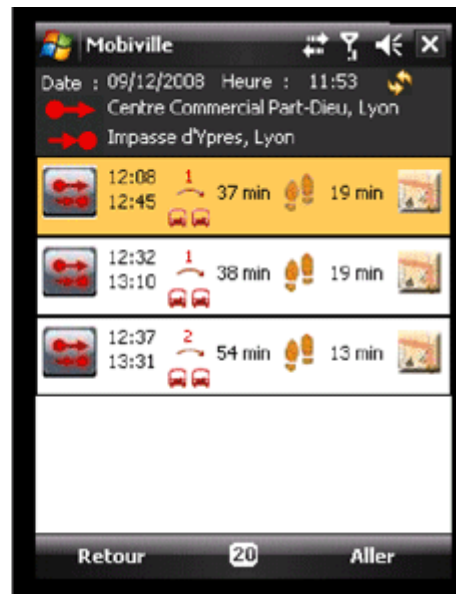 Mobiville
Date : 09/12/2008 Heure : 11:53
Centre Commercial Part-Dieu, Lyon
Impasse d'Ypres, Lyon
12:08 1 37 min 19 min
12:45
12:32 1 38 min 19 min
13:10
12:37 2 54 min 13 min
13:31
Retour 20 Aller